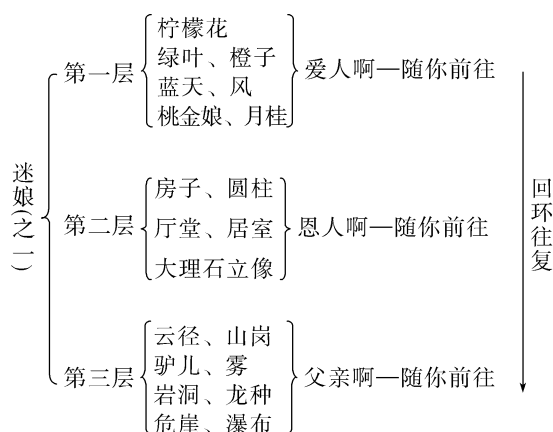 迷娘(之一)
第一层
柠檬花
绿叶、橙子
蓝天、风
桃金娘、月桂
爱人啊—随你前往
第二层
房子、圆柱
厅堂、居室
大理石立像
恩人啊—随你前往
第三层
云径、山岗
驴儿、雾
岩洞、龙种
危崖、瀑布
父亲啊—随你前往
回环往复